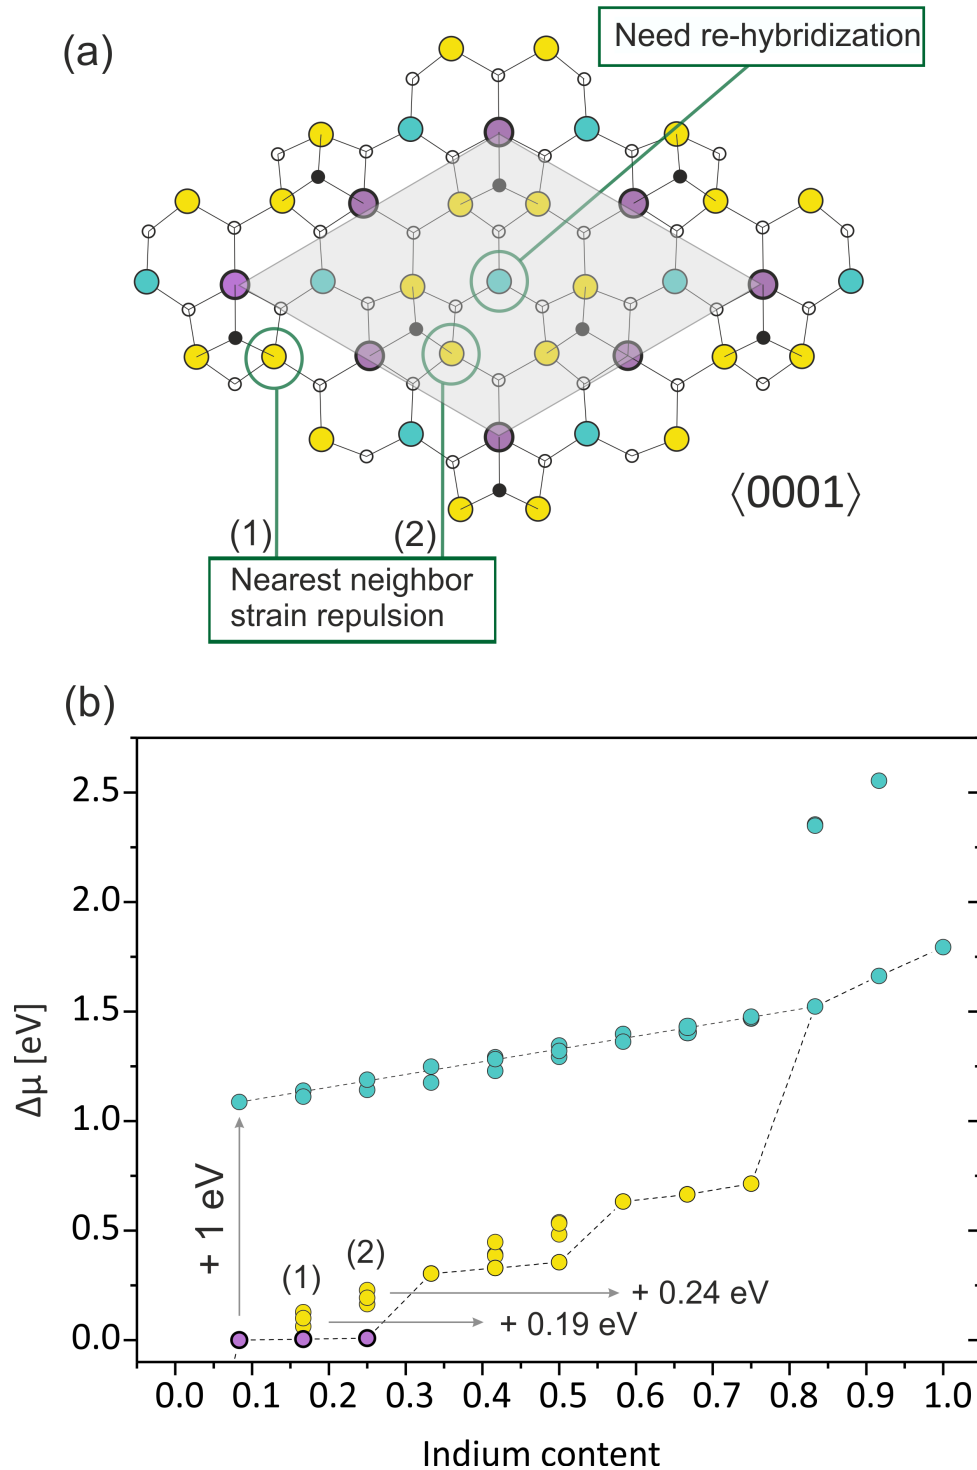 (a)
Need re-hybridization
⟨0001⟩
(1)
(2)
Nearest neighbor
strain repulsion
(b)
2.5
2.0
1.5
1.0
0.5
0.0
Δμ [eV]
+ 1 eV
(1)
(2)
+ 0.24 eV
+ 0.19 eV
0.0 0.1 0.2 0.3 0.4 0.5 0.6 0.7 0.8 0.9 1.0
Indium content